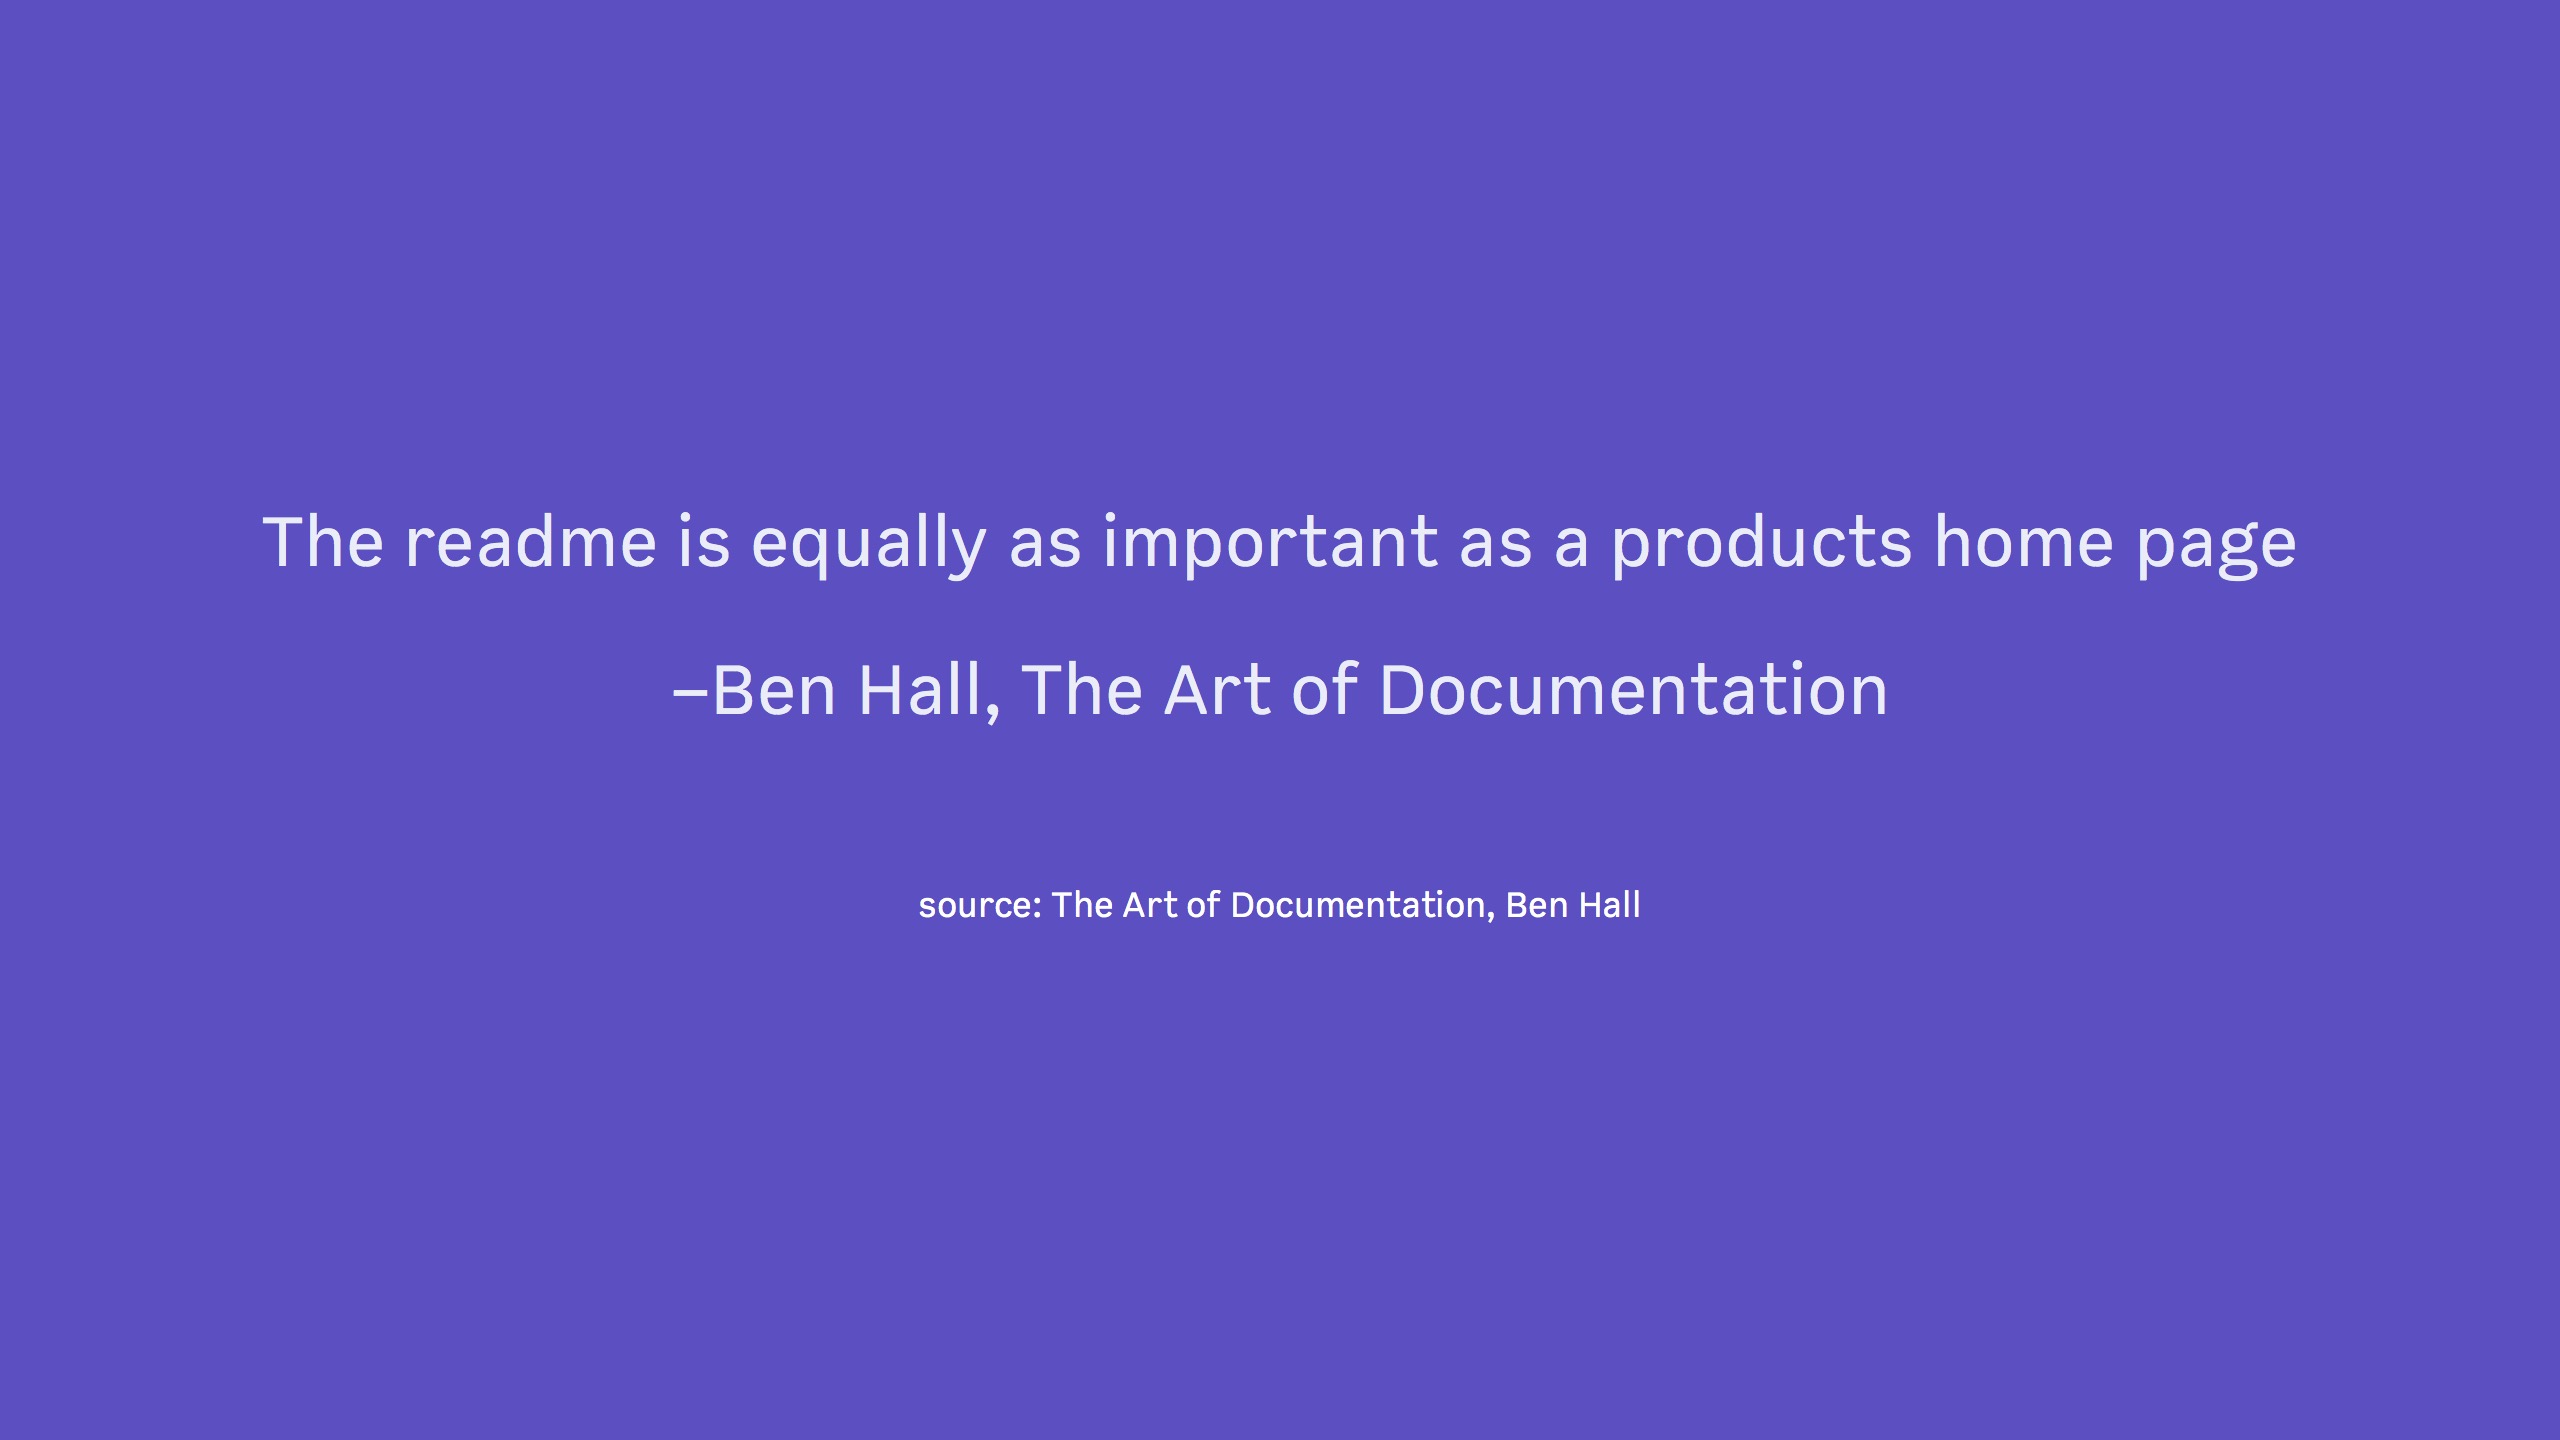 The readme is equally as important as a products home page
–Ben Hall, The Art of Documentation
source: The Art of Documentation, Ben Hall